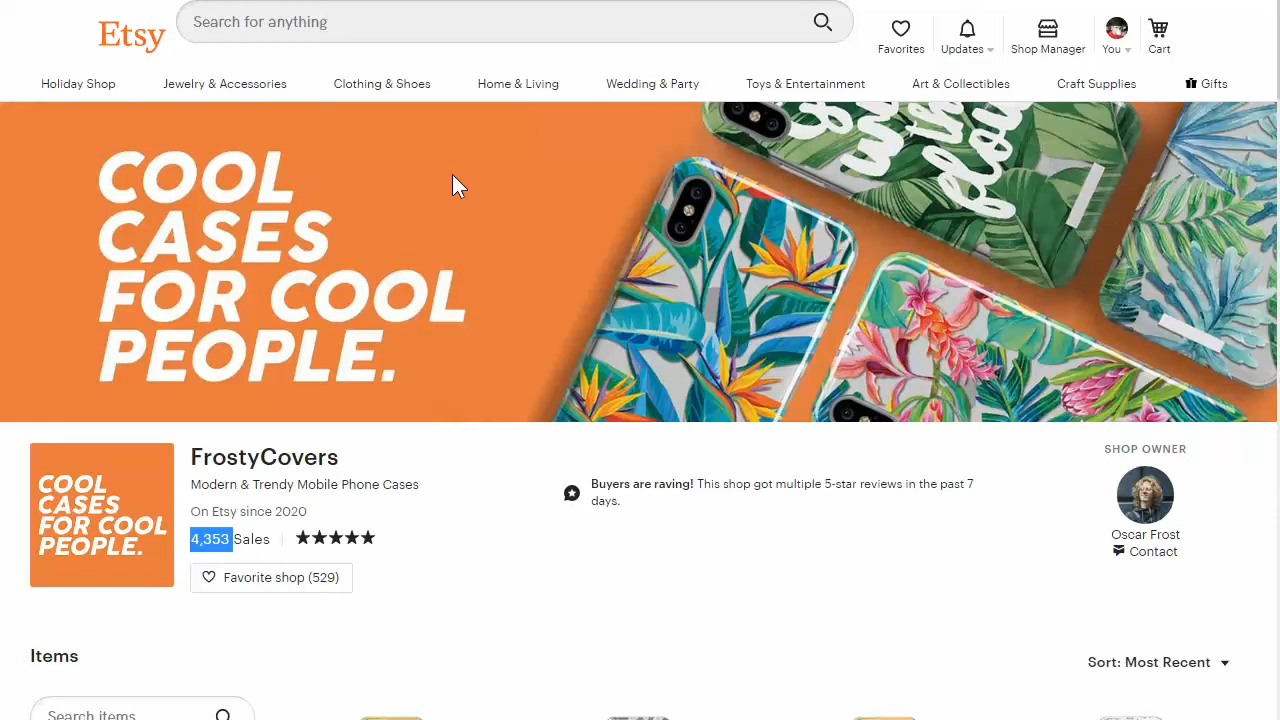 Etsy
Search for anything
Favorites
Updates
Shop Manager
You
Cart
Holiday Shop
Jewelry & Accessories
Clothing & Shoes
Home & Living
Wedding & Party
Toys & Entertainment
Art & Collectibles
Craft Supplies
Gifts
COOL
CASES
FOR COOL
PEOPLE.
COOL
CASES
FOR COOL
PEOPLE.
FrostyCovers
Modern & Trendy Mobile Phone Cases
On Etsy since 2020
4,353 Sales
Favorite shop (529)
Buyers are raving! This shop got multiple 5-star reviews in the past 7
days.
SHOP OWNER
Oscar Frost
Contact
Items
Sort: Most Recent
Search items